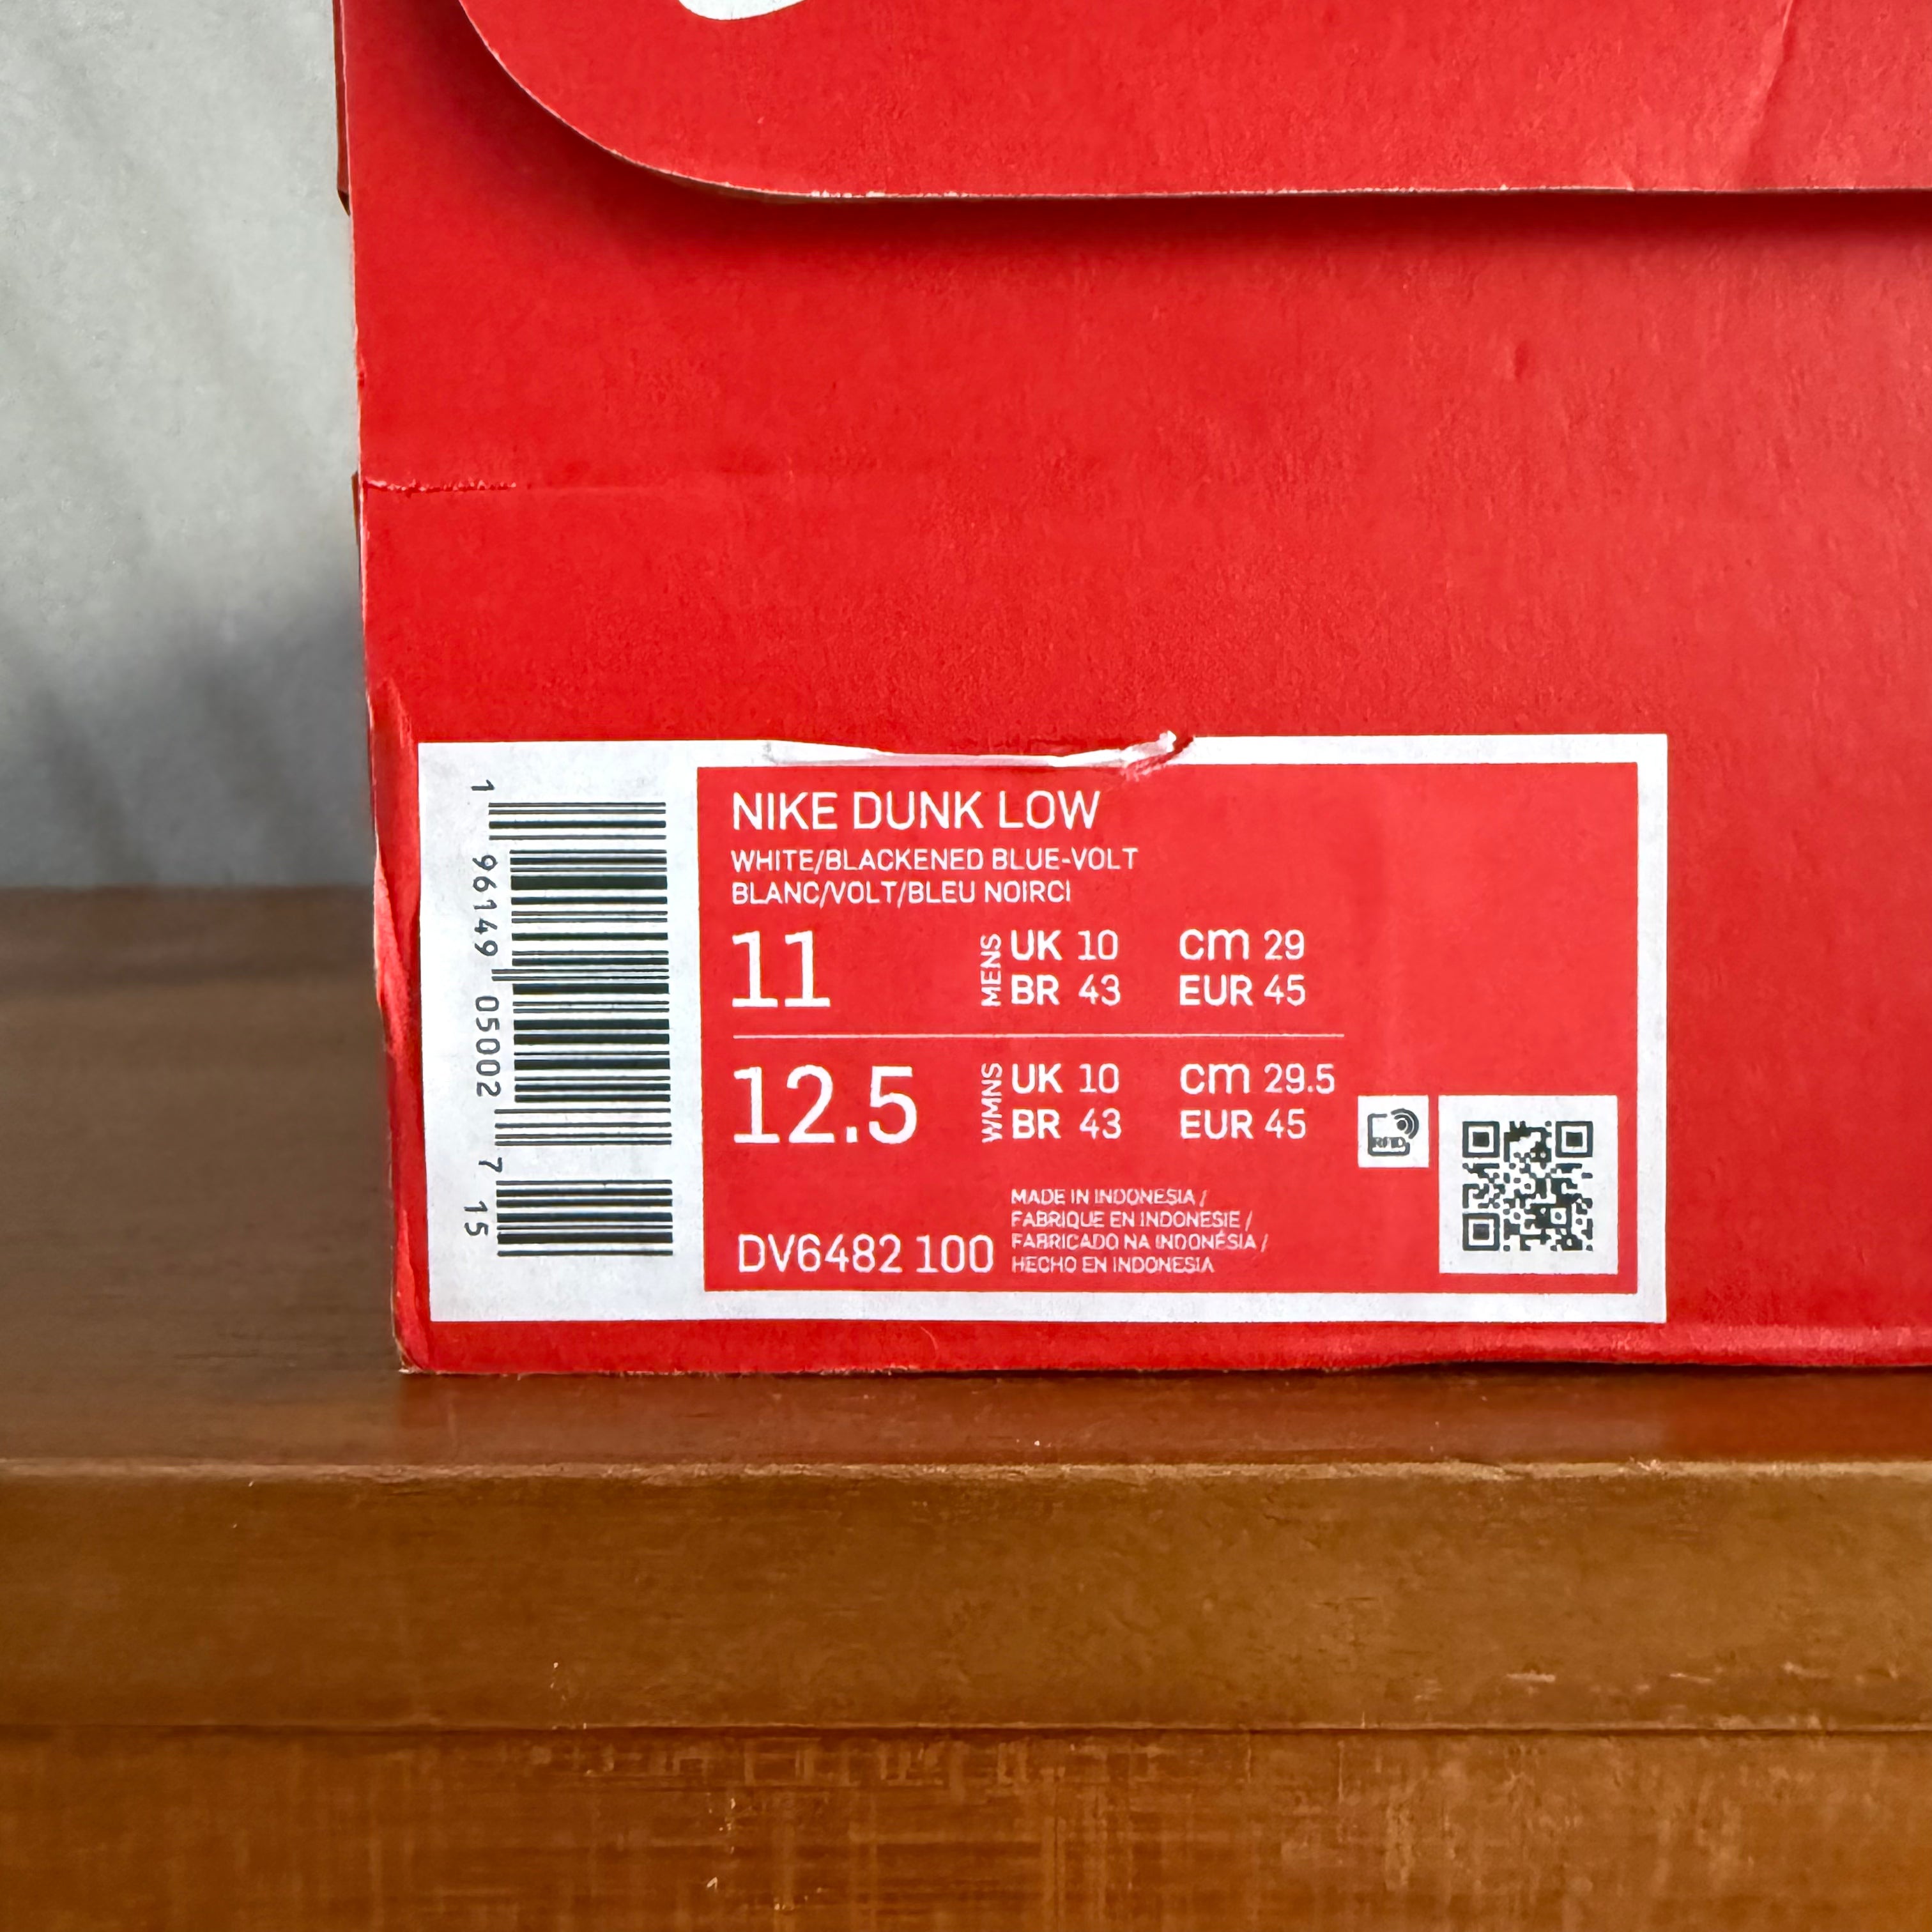 1 96149 05002 7 15
NIKE DUNK LOW
WHITE/BLACKENED BLUE-VOLT
BLANC/VOLT/BLEU NOIRCI
11 MENS UK 10 cm 29
BR 43 EUR 45
12.5 WMNS UK 10 cm 29.5
BR 43 EUR 45
RFID
DV6482 100
MADE IN INDONESIA /
FABRIQUE EN INDONESIE /
FABRICADO NA INDONÉSIA /
HECHO EN INDONESIA